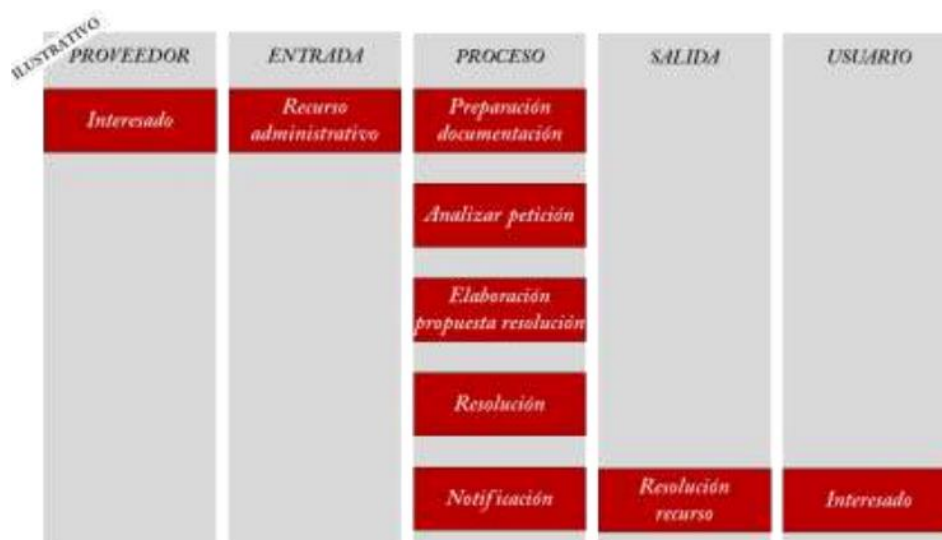 ILUSTRATIVO
PROVEEDOR
ENTRADA
PROCESO
SALIDA
USUARIO
Interesado
Recurso
administrativo
Preparación
documentación
Analizar petición
Elaboración
propuesta resolución
Resolución
Notificación
Resolución
recurso
Interesado